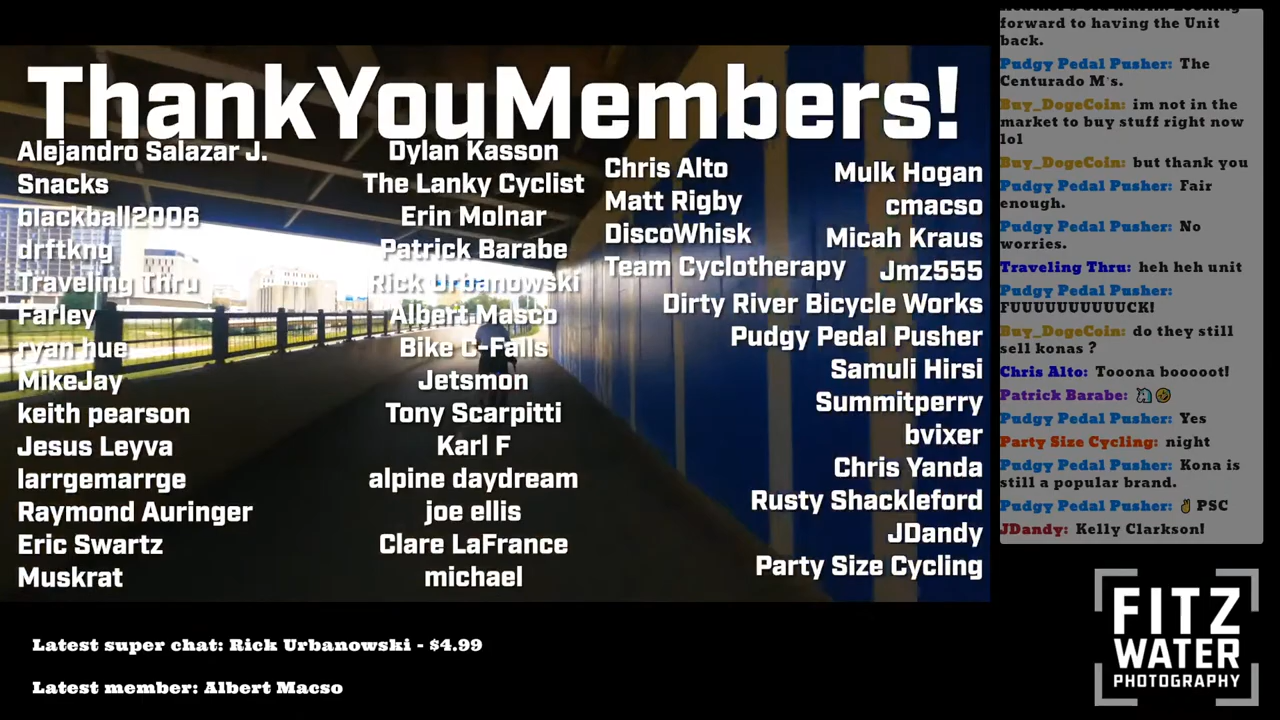 ThankYouMembers!
Alejandro Salazar J.
Snacks
blackball2006
drftkng
Traveling Thru
Farley
ryan hue
MikeJay
keith pearson
Jesus Leyva
larrgemarrge
Raymond Auringer
Eric Swartz
Muskrat
Dylan Kasson
The Lanky Cyclist
Erin Molnar
Patrick Barabe
Rick Urbanowski
Albert Masco
Bike C-Falls
Jetsmon
Tony Scarpitti
Karl F
alpine daydream
joe ellis
Clare LaFrance
michael
Chris Alto
Matt Rigby
DiscoWhisk
Team Cyclotherapy
Mulk Hogan
cmacso
Micah Kraus
Jmz555
Dirty River Bicycle Works
Pudgy Pedal Pusher
Samuli Hirsi
Summitperry
bvixer
Chris Yanda
Rusty Shackleford
JDandy
Party Size Cycling
forward to having the Unit
back.
Pudgy Pedal Pusher: The
Centurado M's.
Buy_DogeCoin: im not in the
market to buy stuff right now
lol
Buy_DogeCoin: but thank you
Pudgy Pedal Pusher: Fair
enough.
Pudgy Pedal Pusher: No
worries.
Traveling Thru: heh heh unit
Pudgy Pedal Pusher:
FUUUUUUUUUUCK!
Buy_DogeCoin: do they still
sell konas ?
Chris Alto: Tooona booooot!
Patrick Barabe:
Pudgy Pedal Pusher: Yes
Party Size Cycling: night
Pudgy Pedal Pusher: Kona is
still a popular brand.
Pudgy Pedal Pusher: ✌ PSC
JDandy: Kelly Clarkson!
Latest super chat: Rick Urbanowski - $4.99
Latest member: Albert Macso
FITZ
WATER
PHOTOGRAPHY